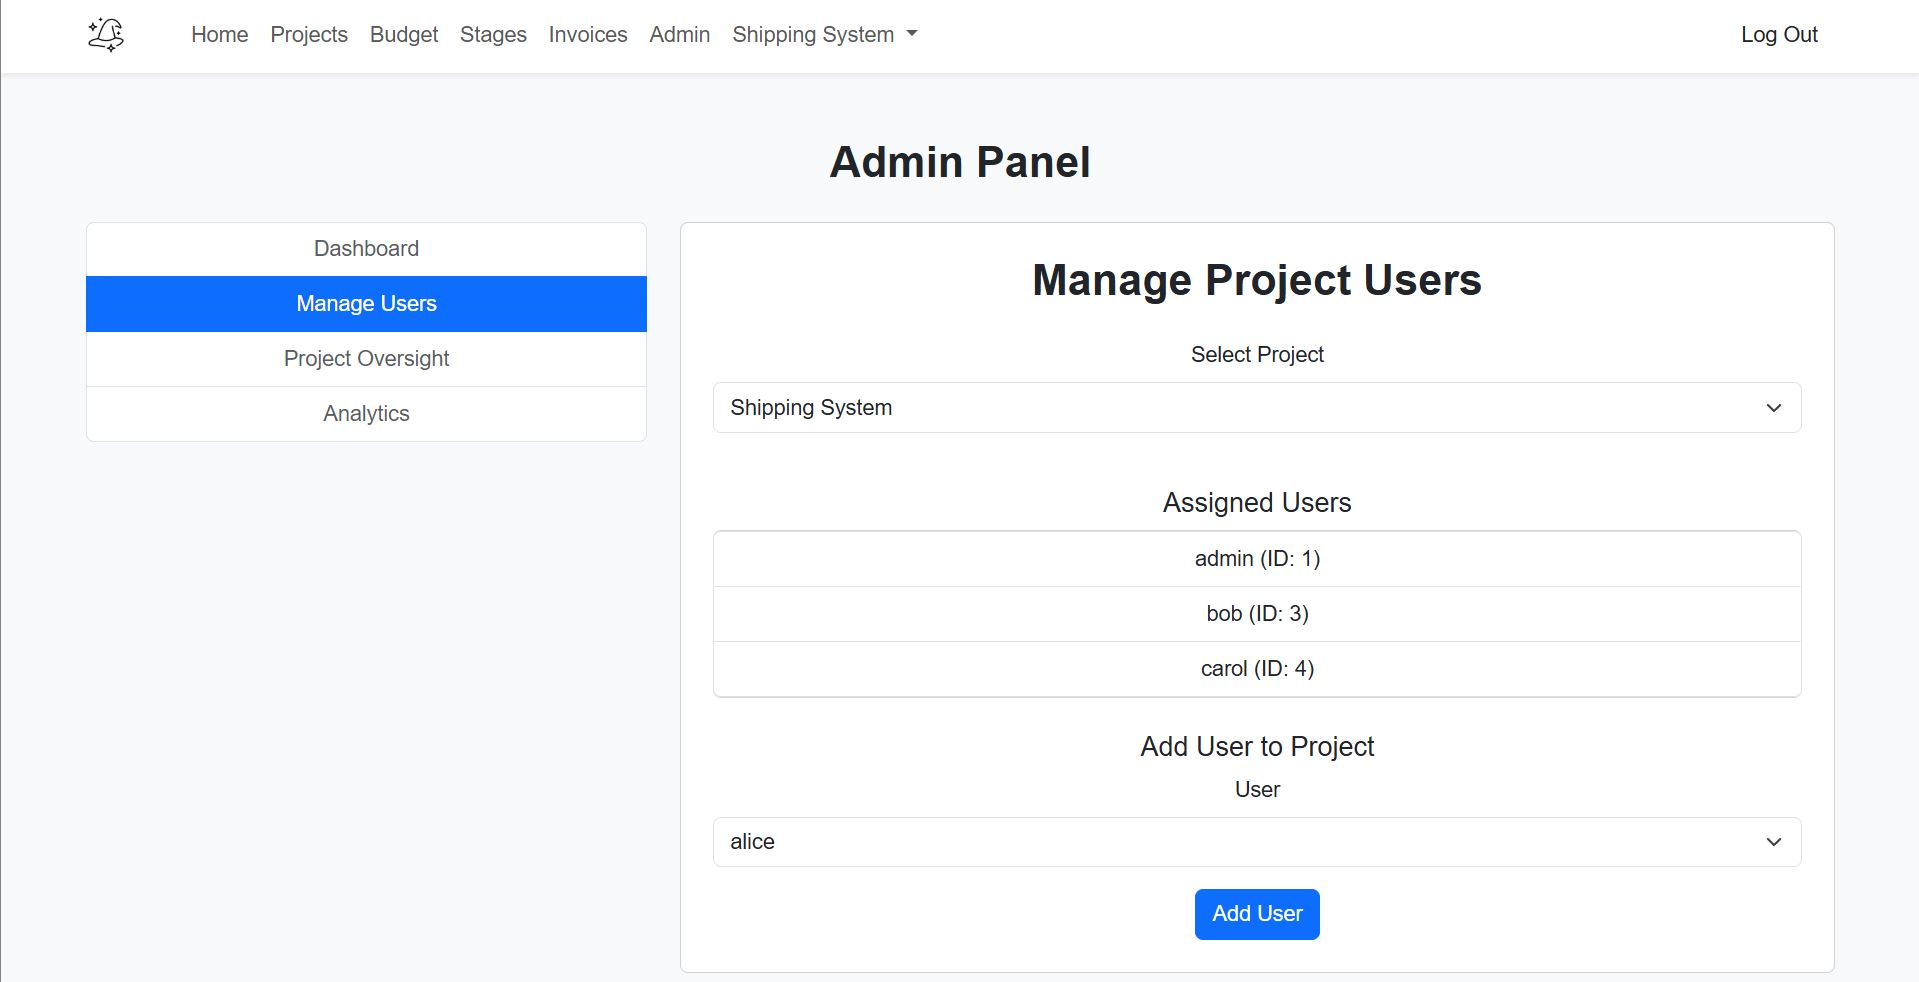 Home Projects Budget Stages Invoices Admin Shipping System Log Out
Admin Panel
Dashboard
Manage Users
Project Oversight
Analytics
Manage Project Users
Select Project
Shipping System
Assigned Users
admin (ID: 1)
bob (ID: 3)
carol (ID: 4)
Add User to Project
User
alice
Add User